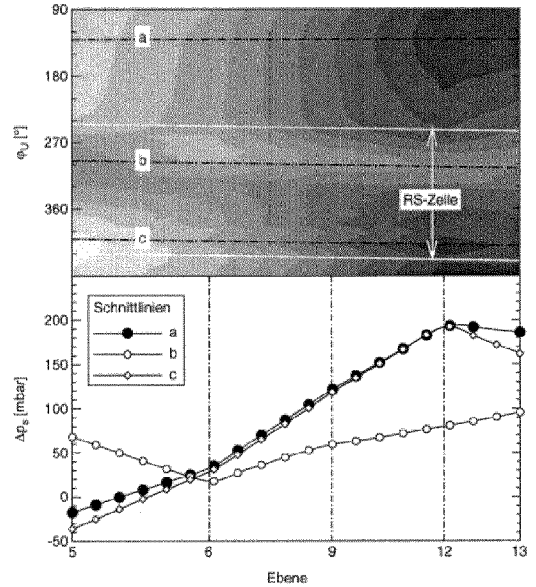 90
180
270
360
φU [°]
a
b
c
RS-Zelle
200
150
100
50
0
-50
Δps [mbar]
Schnittlinien
a
b
c
5
6
9
12
13
Ebene